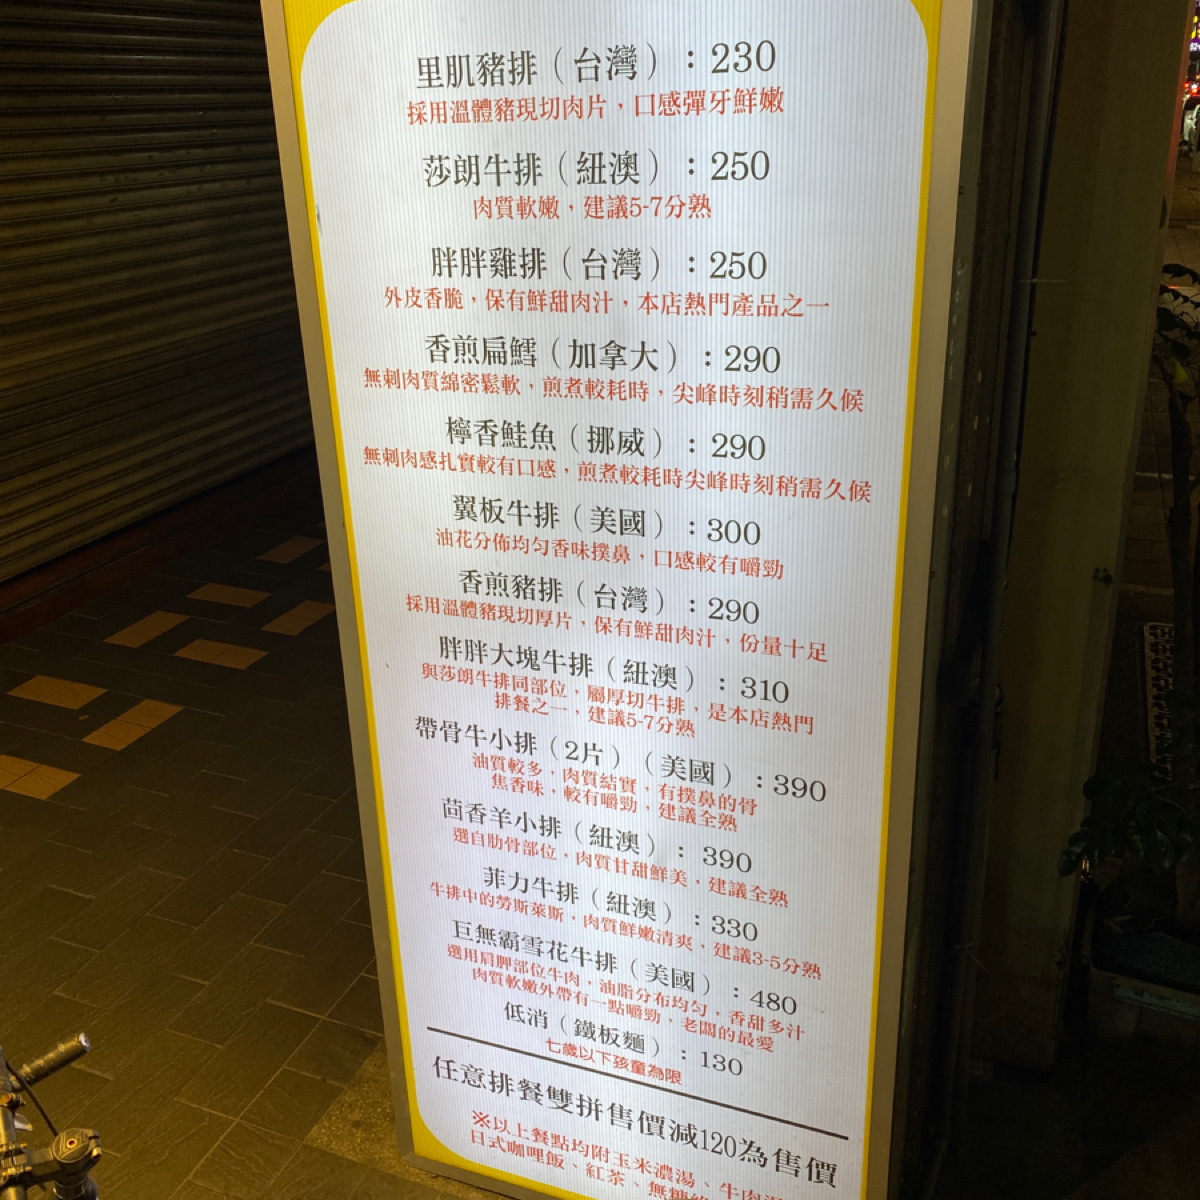 里肌豬排（台灣）：230
採用溫體豬現切肉片，口感彈牙鮮嫩
莎朗牛排（紐澳）：250
肉質軟嫩，建議5-7分熟
胖胖雞排（台灣）：250
外皮香脆，保有鮮甜肉汁，本店熱門產品之一
香煎扁鱈（加拿大）：290
無刺肉質綿密鬆軟，煎煮較耗時，尖峰時刻稍需久候
檸香鮭魚（挪威）：290
無刺肉感扎實較有口感，煎煮較耗時尖峰時刻稍需久候
翼板牛排（美國）：300
油花分佈均勻香味撲鼻，口感較有嚼勁
香煎豬排（台灣）：290
採用溫體豬現切厚片，保有鮮甜肉汁，份量十足
胖胖大塊牛排（紐澳）：310
與莎朗牛排同部位，屬厚切牛排，是本店熱門
排餐之一，建議5-7分熟
帶骨牛小排（2片）（美國）：390
油質較多，肉質結實，有撲鼻的骨
焦香味，較有嚼勁，建議全熟
茴香羊小排（紐澳）：390
選自肋骨部位，肉質甘甜鮮美，建議全熟
菲力牛排（紐澳）：330
牛排中的勞斯萊斯，肉質鮮嫩清爽，建議3-5分熟
巨無霸雪花牛排（美國）：480
選用肩胛部位牛肉，油脂分布均勻，香甜多汁
肉質軟嫩外帶有一點嚼勁，老闆的最愛
低消（鐵板麵）：130
七歲以下孩童為限
任意排餐雙拼售價減120為售價
※以上餐點均附玉米濃湯、牛肉
日式咖哩飯、紅茶、無糖